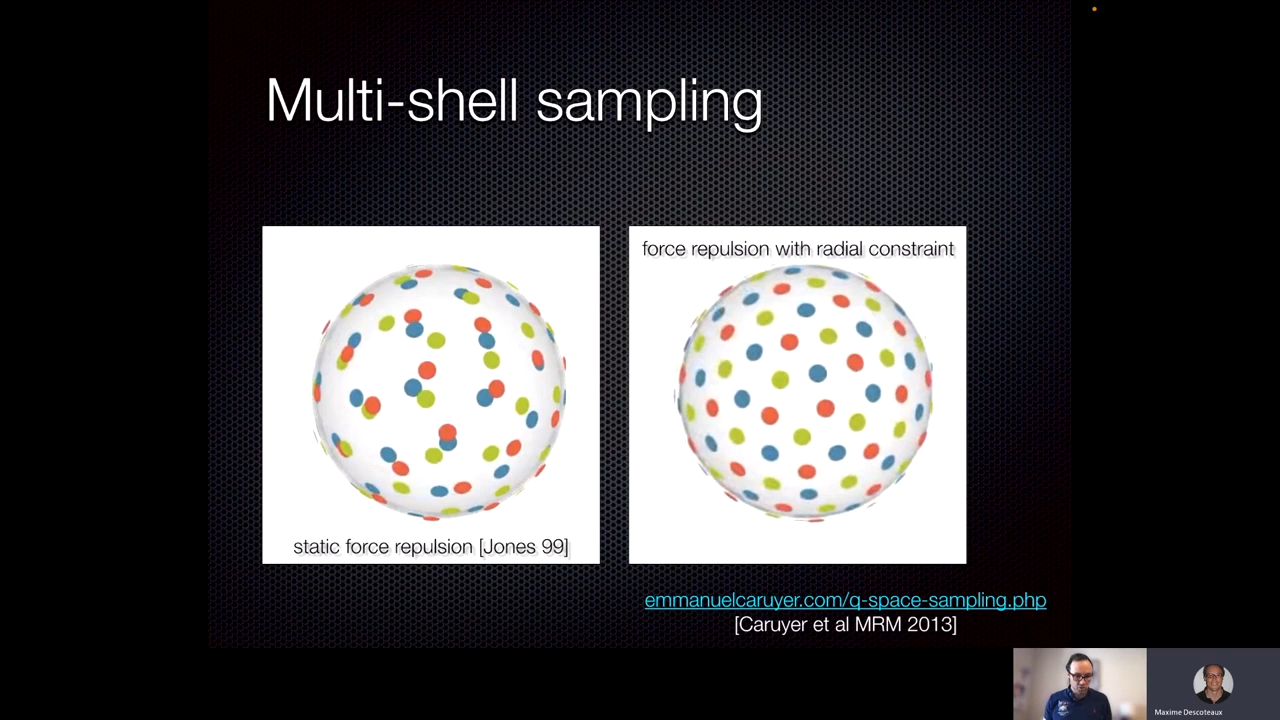 Multi-shell sampling
force repulsion with radial constraint
static force repulsion [Jones 99]
emmanuelcaruyer.com/q-space-sampling.php
[Caruyer et al MRM 2013]
Maxime Descoteaux